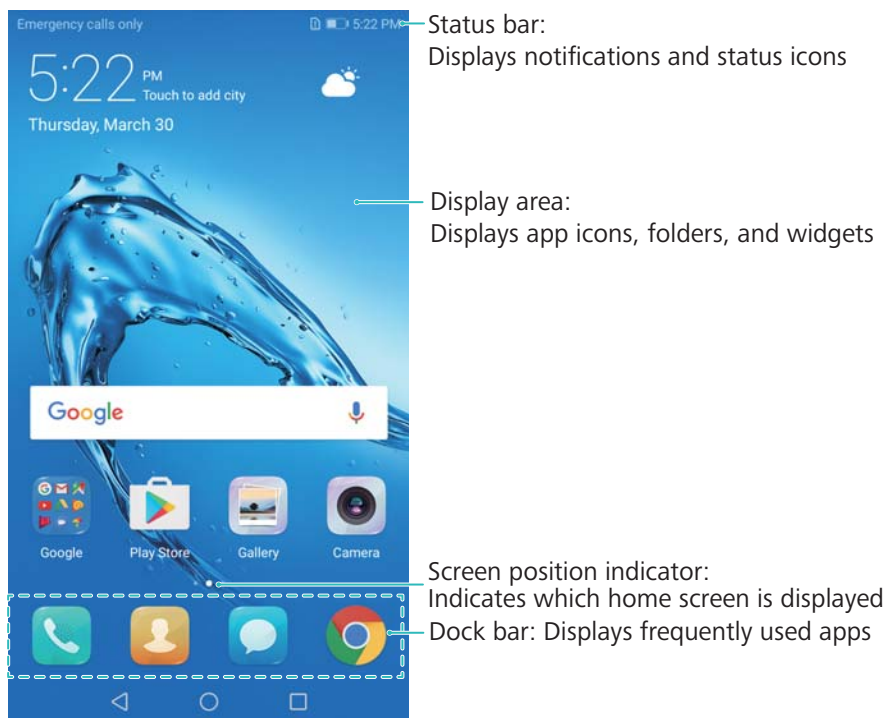 Emergency calls only
5:22 PM
Status bar:
Displays notifications and status icons
5:22 PM
Touch to add city
Thursday, March 30
Display area:
Displays app icons, folders, and widgets
Google
Google
Play Store
Gallery
Camera
Screen position indicator:
Indicates which home screen is displayed
Dock bar: Displays frequently used apps